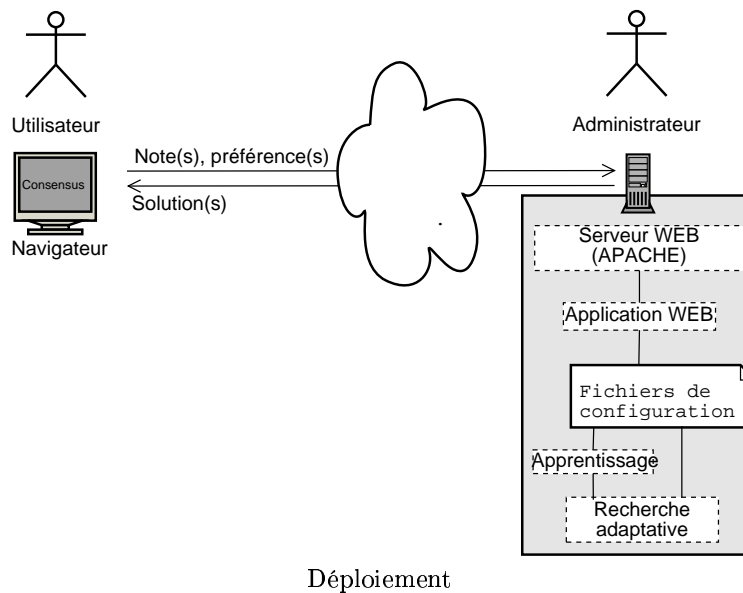 Utilisateur
Administrateur
Note(s), préférence(s)
Consensus
Solution(s)
Navigateur
Serveur WEB
(APACHE)
Application WEB
Fichiers de
configuration
Apprentissage
Recherche
adaptative
Déploiement